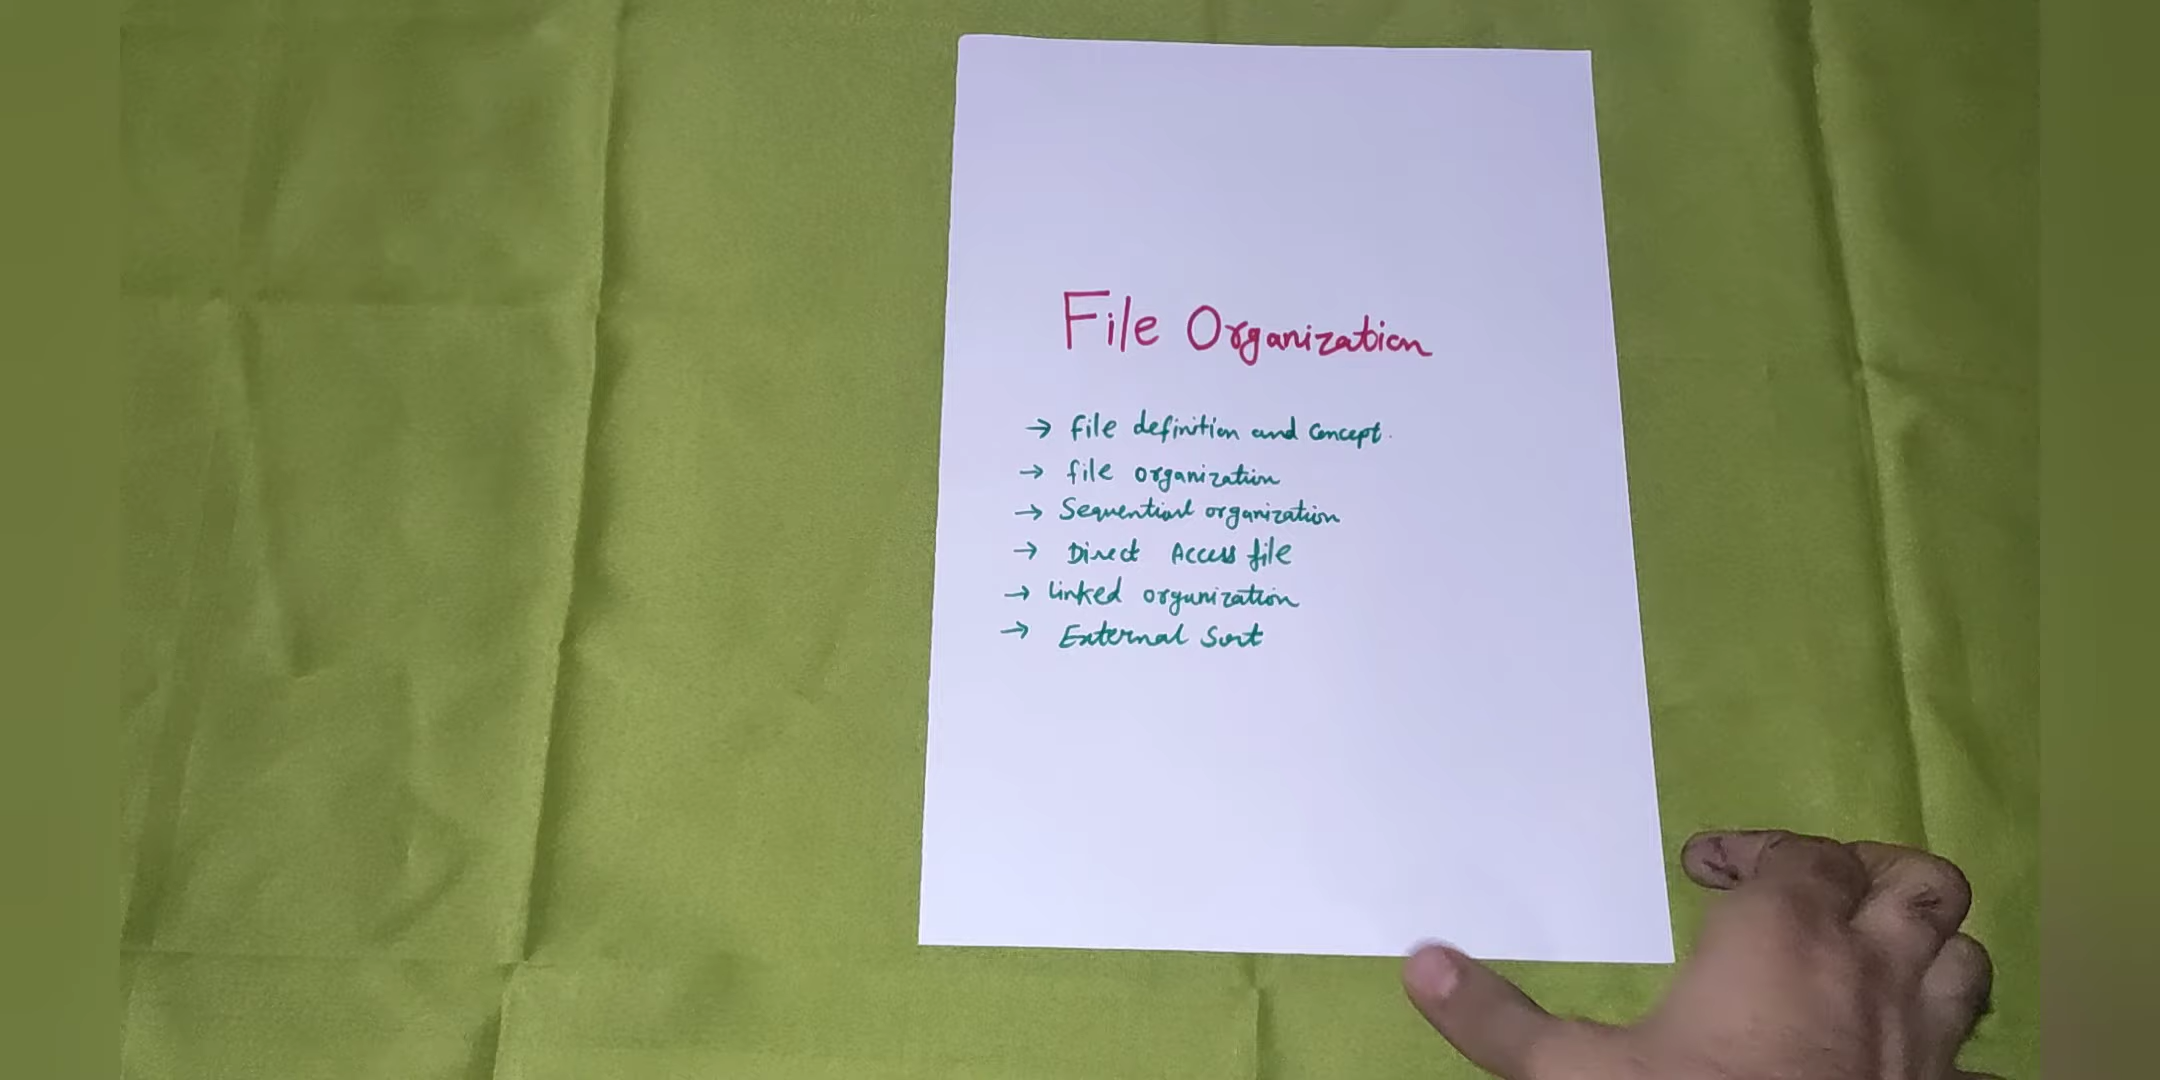 File Organization
→ file definition and Concept.
→ file organization
→ Sequential organization
→ Direct Access file
→ linked organization
→ External Sort